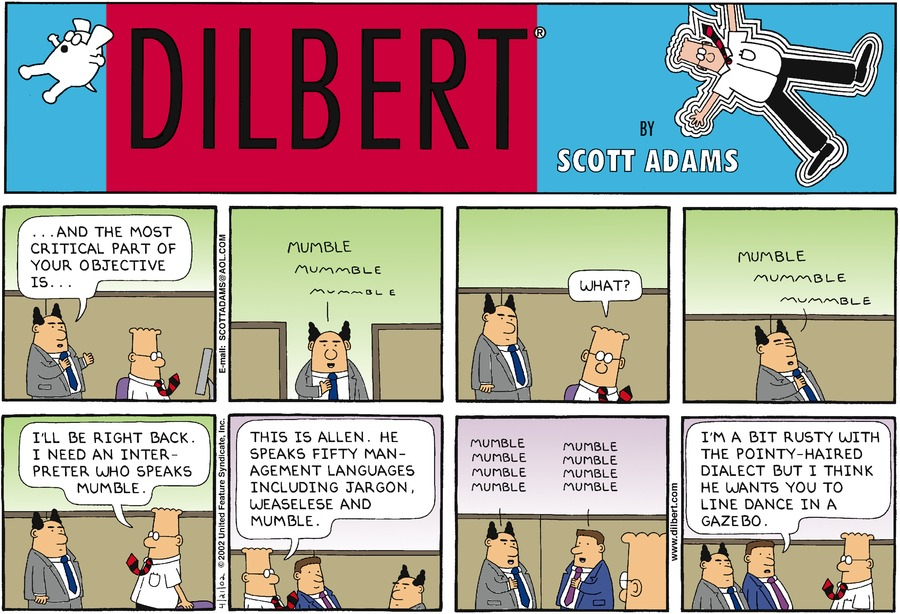 DILBERT®
BY
SCOTT ADAMS
...AND THE MOST
CRITICAL PART OF
YOUR OBJECTIVE
IS...
E-mail: SCOTTADAMS@AOL.COM
MUMBLE
MUMMBLE
MUMMBLE
WHAT?
MUMBLE
MUMMBLE
MUMMBLE
I'LL BE RIGHT BACK.
I NEED AN INTER-
PRETER WHO SPEAKS
MUMBLE.
4/21/02 ©2002 United Feature Syndicate, Inc.
THIS IS ALLEN. HE
SPEAKS FIFTY MAN-
AGEMENT LANGUAGES
INCLUDING JARGON,
WEASELESE AND
MUMBLE.
MUMBLE
MUMBLE
MUMBLE
MUMBLE
MUMBLE
MUMBLE
MUMBLE
MUMBLE
www.dilbert.com
I'M A BIT RUSTY WITH
THE POINTY-HAIRED
DIALECT BUT I THINK
HE WANTS YOU TO
LINE DANCE IN A
GAZEBO.